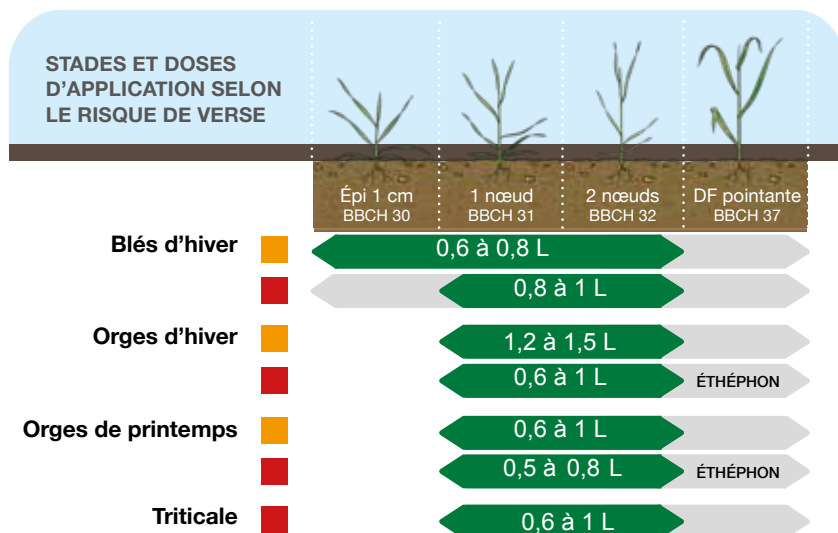 STADES ET DOSES
D'APPLICATION SELON
LE RISQUE DE VERSE
Épi 1 cm
BBCH 30
1 nœud
BBCH 31
2 nœuds
BBCH 32
DF pointante
BBCH 37
Blés d'hiver
0,6 à 0,8 L
0,8 à 1 L
Orges d'hiver
1,2 à 1,5 L
0,6 à 1 L
ÉTHÉPHON
Orges de printemps
0,6 à 1 L
0,5 à 0,8 L
ÉTHÉPHON
Triticale
0,6 à 1 L